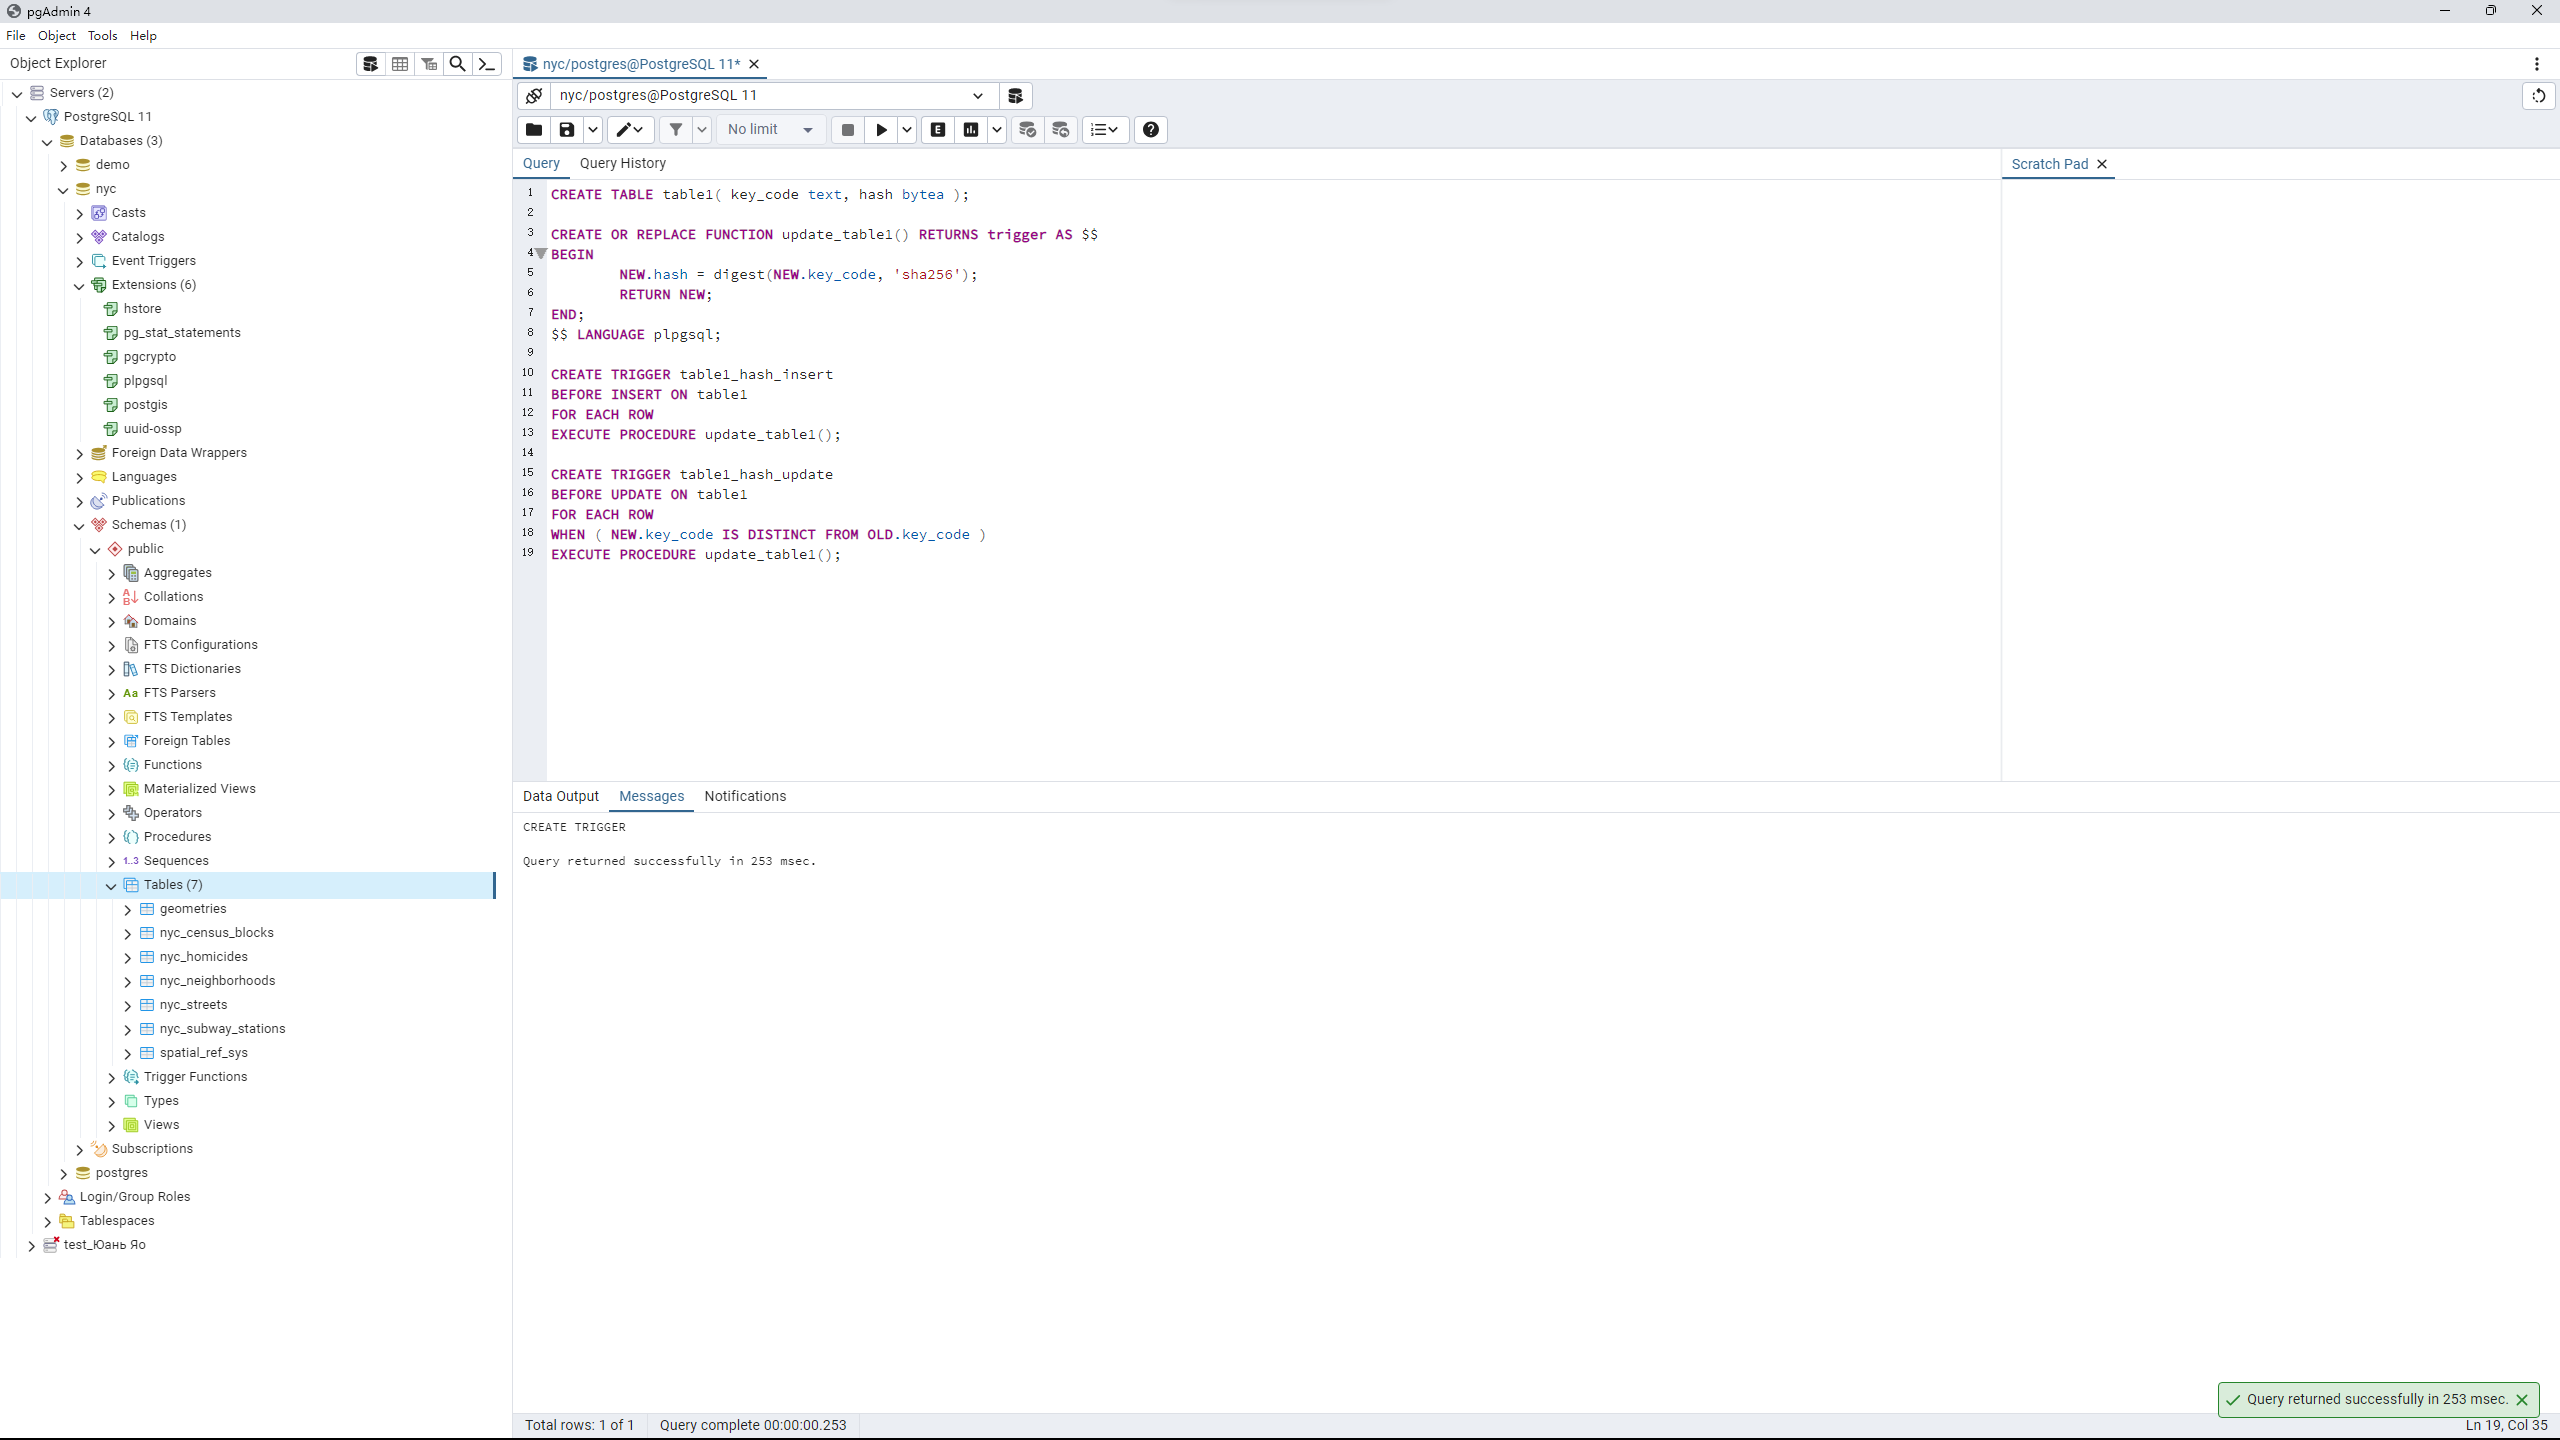 pgAdmin 4
File Object Tools Help
Object Explorer
Servers (2)
PostgreSQL 11
Databases (3)
demo
nyc
Casts
Catalogs
Event Triggers
Extensions (6)
hstore
pg_stat_statements
pgcrypto
plpgsql
postgis
uuid-ossp
Foreign Data Wrappers
Languages
Publications
Schemas (1)
public
Aggregates
Collations
Domains
FTS Configurations
FTS Dictionaries
Aa FTS Parsers
FTS Templates
Foreign Tables
Functions
Materialized Views
Operators
Procedures
1..3 Sequences
Tables (7)
geometries
nyc_census_blocks
nyc_homicides
nyc_neighborhoods
nyc_streets
nyc_subway_stations
spatial_ref_sys
Trigger Functions
Types
Views
Subscriptions
postgres
Login/Group Roles
Tablespaces
test_Юань Яо
nyc/postgres@PostgreSQL 11*
nyc/postgres@PostgreSQL 11
No limit
E
Query Query History
1 CREATE TABLE table1( key_code text, hash bytea );
2
3 CREATE OR REPLACE FUNCTION update_table1() RETURNS trigger AS $$
4 BEGIN
5 NEW.hash = digest(NEW.key_code, 'sha256');
6 RETURN NEW;
7 END;
8 $$ LANGUAGE plpgsql;
9
10 CREATE TRIGGER table1_hash_insert
11 BEFORE INSERT ON table1
12 FOR EACH ROW
13 EXECUTE PROCEDURE update_table1();
14
15 CREATE TRIGGER table1_hash_update
16 BEFORE UPDATE ON table1
17 FOR EACH ROW
18 WHEN ( NEW.key_code IS DISTINCT FROM OLD.key_code )
19 EXECUTE PROCEDURE update_table1();
Scratch Pad
Data Output Messages Notifications
CREATE TRIGGER
Query returned successfully in 253 msec.
Query returned successfully in 253 msec.
Total rows: 1 of 1 Query complete 00:00:00.253
Ln 19, Col 35